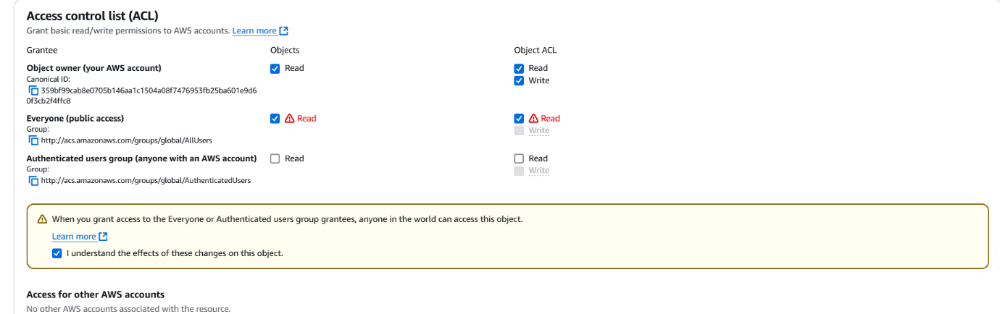 Access control list (ACL)
Grant basic read/write permissions to AWS accounts. Learn more
Grantee Objects Object ACL
Object owner (your AWS account) Read Read
Canonical ID: Write
359bf99cab8e0705b146aa1c1504a08f7476953fb25ba601e9d6
0f3cb2f4ffc8
Everyone (public access) Read Read
Group: Write
http://acs.amazonaws.com/groups/global/AllUsers
Authenticated users group (anyone with an AWS account) Read Read
Group: Write
http://acs.amazonaws.com/groups/global/AuthenticatedUsers
When you grant access to the Everyone or Authenticated users group grantees, anyone in the world can access this object.
Learn more
I understand the effects of these changes on this object.
Access for other AWS accounts
No other AWS accounts associated with the resource.